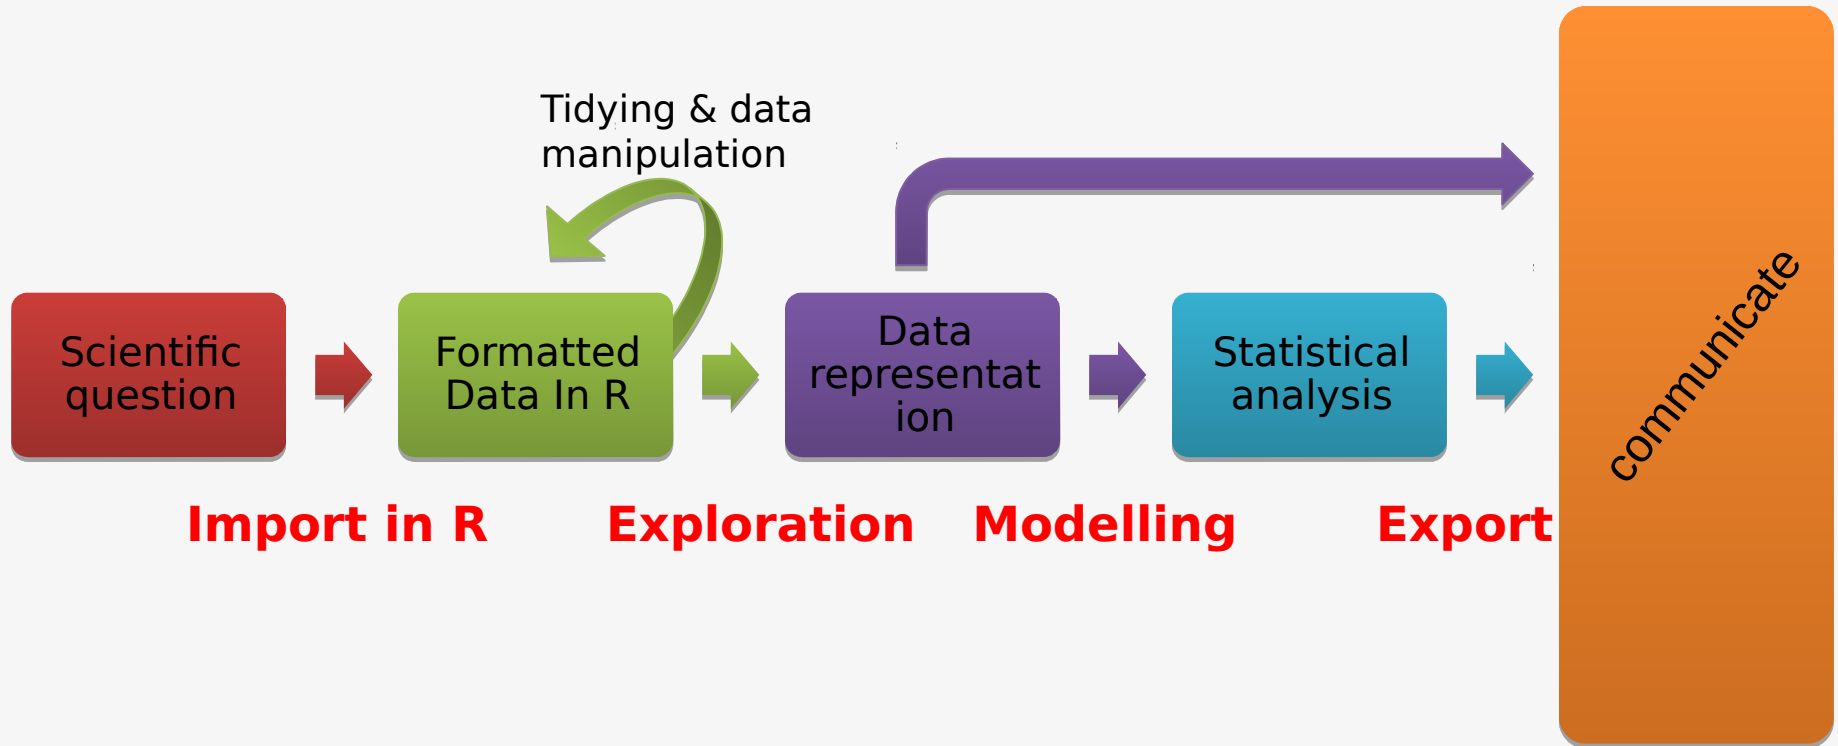 Tidying & data
manipulation
Scientific
question
Formatted
Data In R
Data
representat
ion
Statistical
analysis
communicate
Import in R
Exploration
Modelling
Export